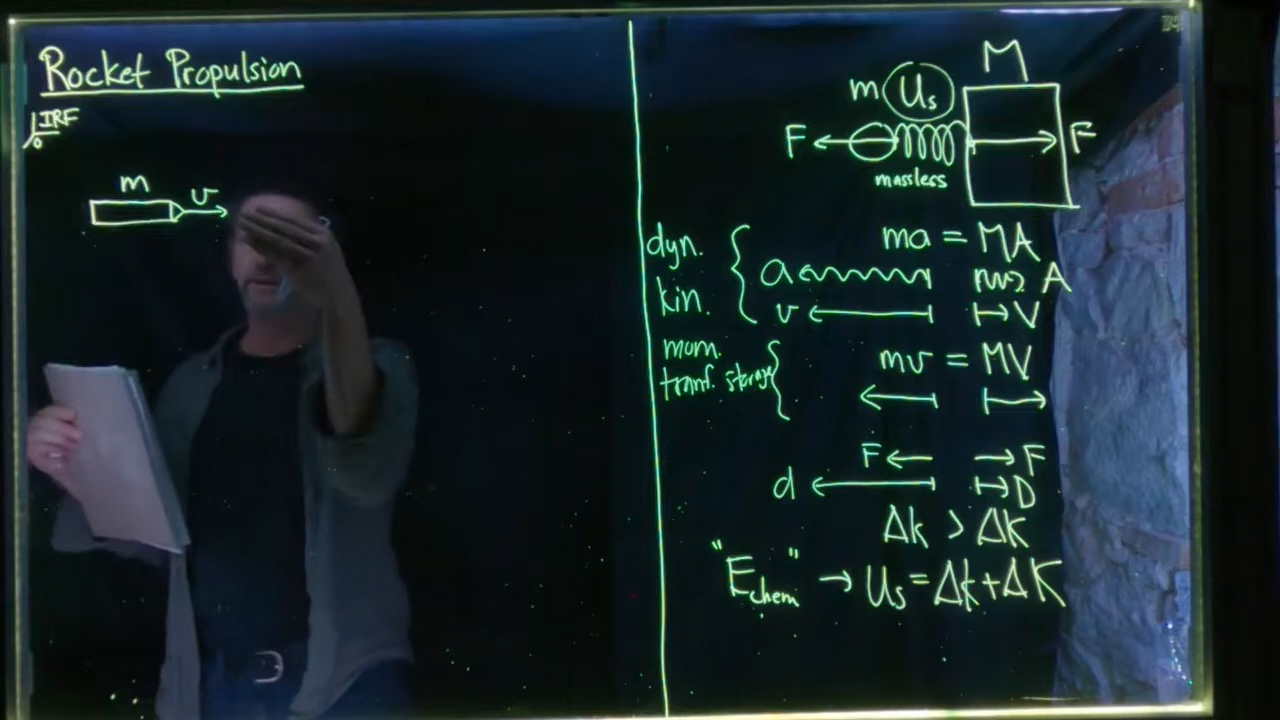 Rocket Propulsion
IRF
m
v
M
m Us
F F
massless
dyn. ma = MA
a A
kin. v V
mom. mv = MV
tranf. storage
F F
d D
Δk > ΔK
"Echem" → Us = Δk + ΔK